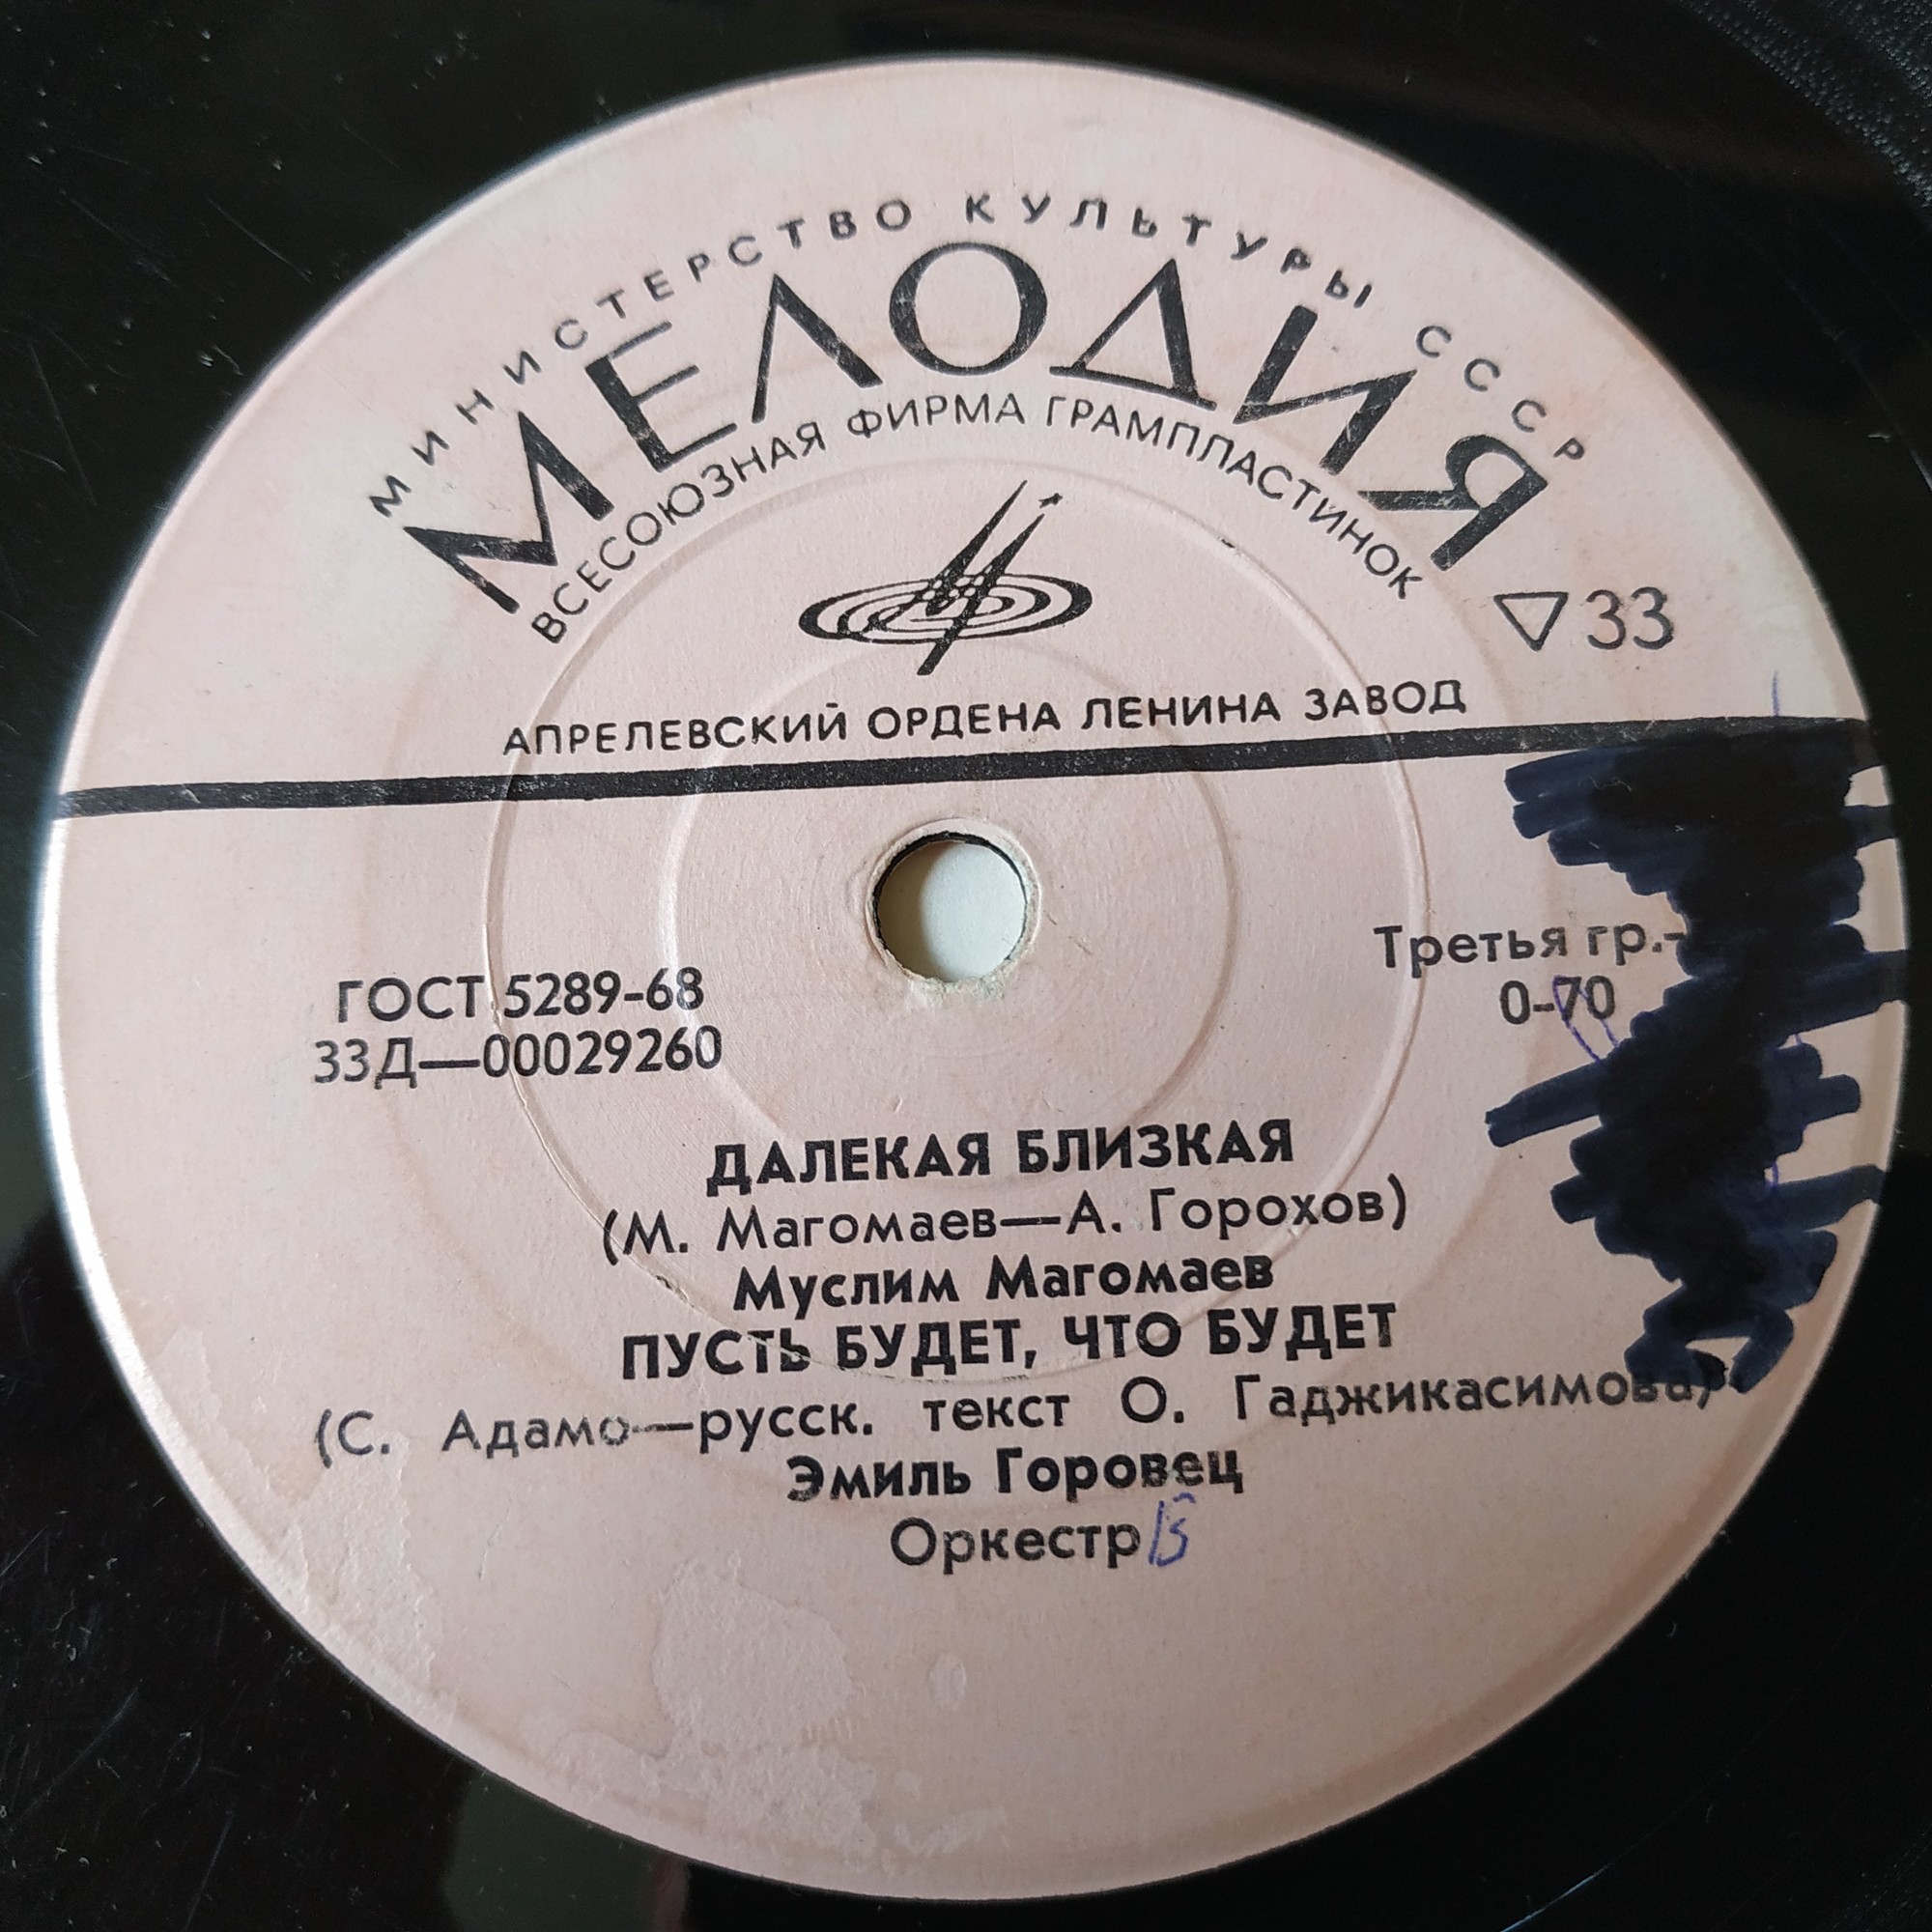 МИНИСТЕРСТВО КУЛЬТУРЫ СССР
МЕЛОДИЯ
ВСЕСОЮЗНАЯ ФИРМА ГРАМПЛАСТИНОК
33
АПРЕЛЕВСКИЙ ОРДЕНА ЛЕНИНА ЗАВОД
ГОСТ 5289-68
33Д—00029260
Третья гр.-
0-70
ДАЛЕКАЯ БЛИЗКАЯ
(М. Магомаев—А. Горохов)
Муслим Магомаев
ПУСТЬ БУДЕТ, ЧТО БУДЕТ
(С. Адамо—русск. текст О. Гаджикасимова)
Эмиль Горовец
Оркестр